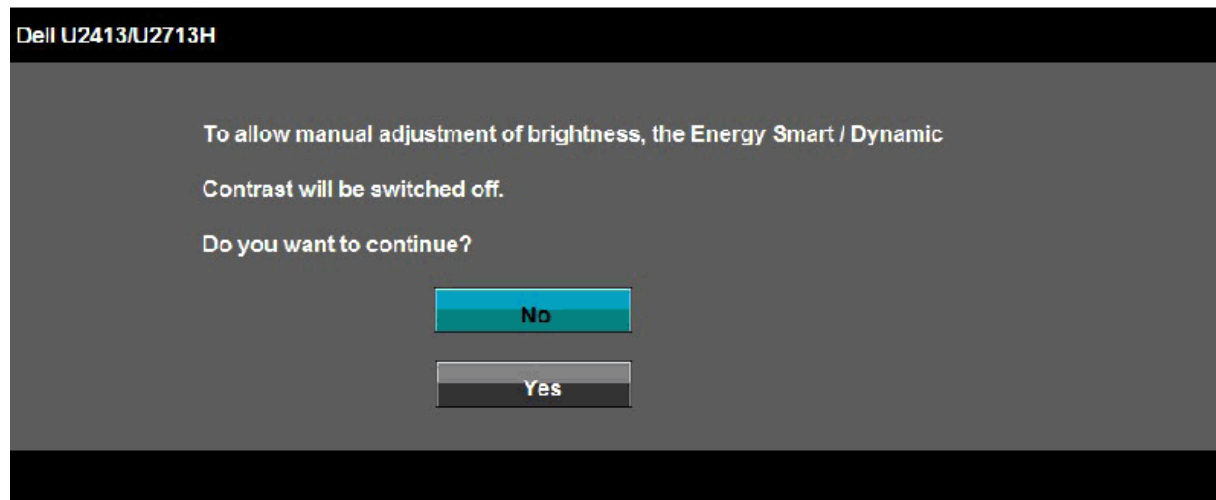 Dell U2413/U2713H
To allow manual adjustment of brightness, the Energy Smart / Dynamic
Contrast will be switched off.
Do you want to continue?
No
Yes